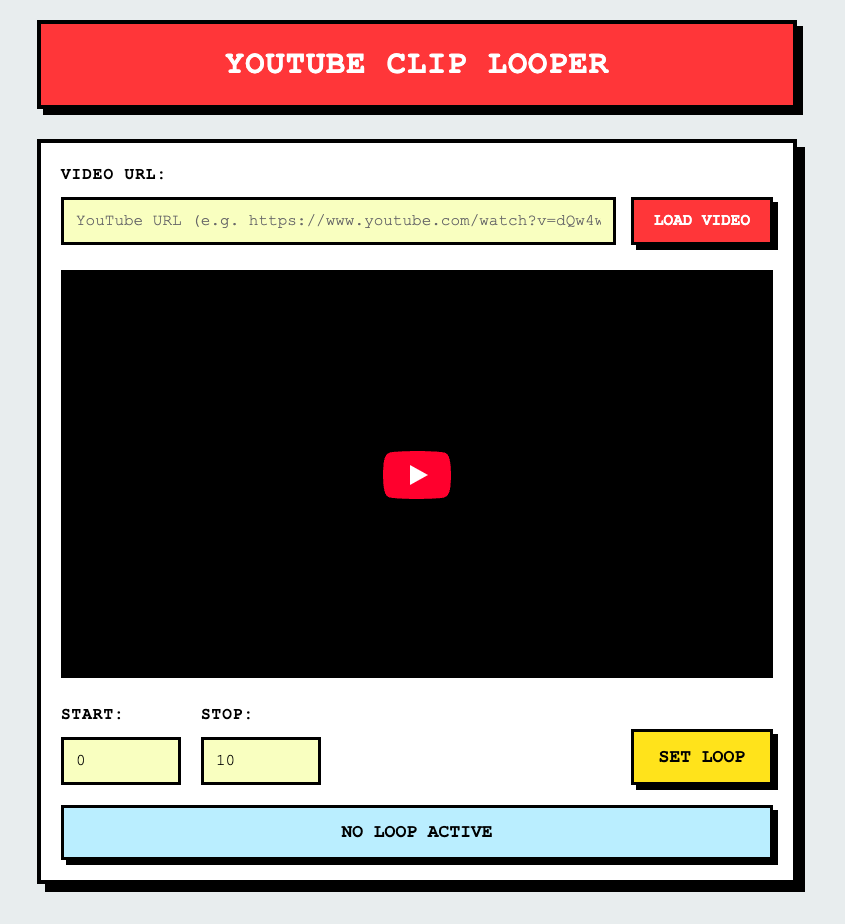 YOUTUBE CLIP LOOPER
VIDEO URL:
YouTube URL (e.g. https://www.youtube.com/watch?v=dQw4w
LOAD VIDEO
START:
STOP:
0
10
SET LOOP
NO LOOP ACTIVE